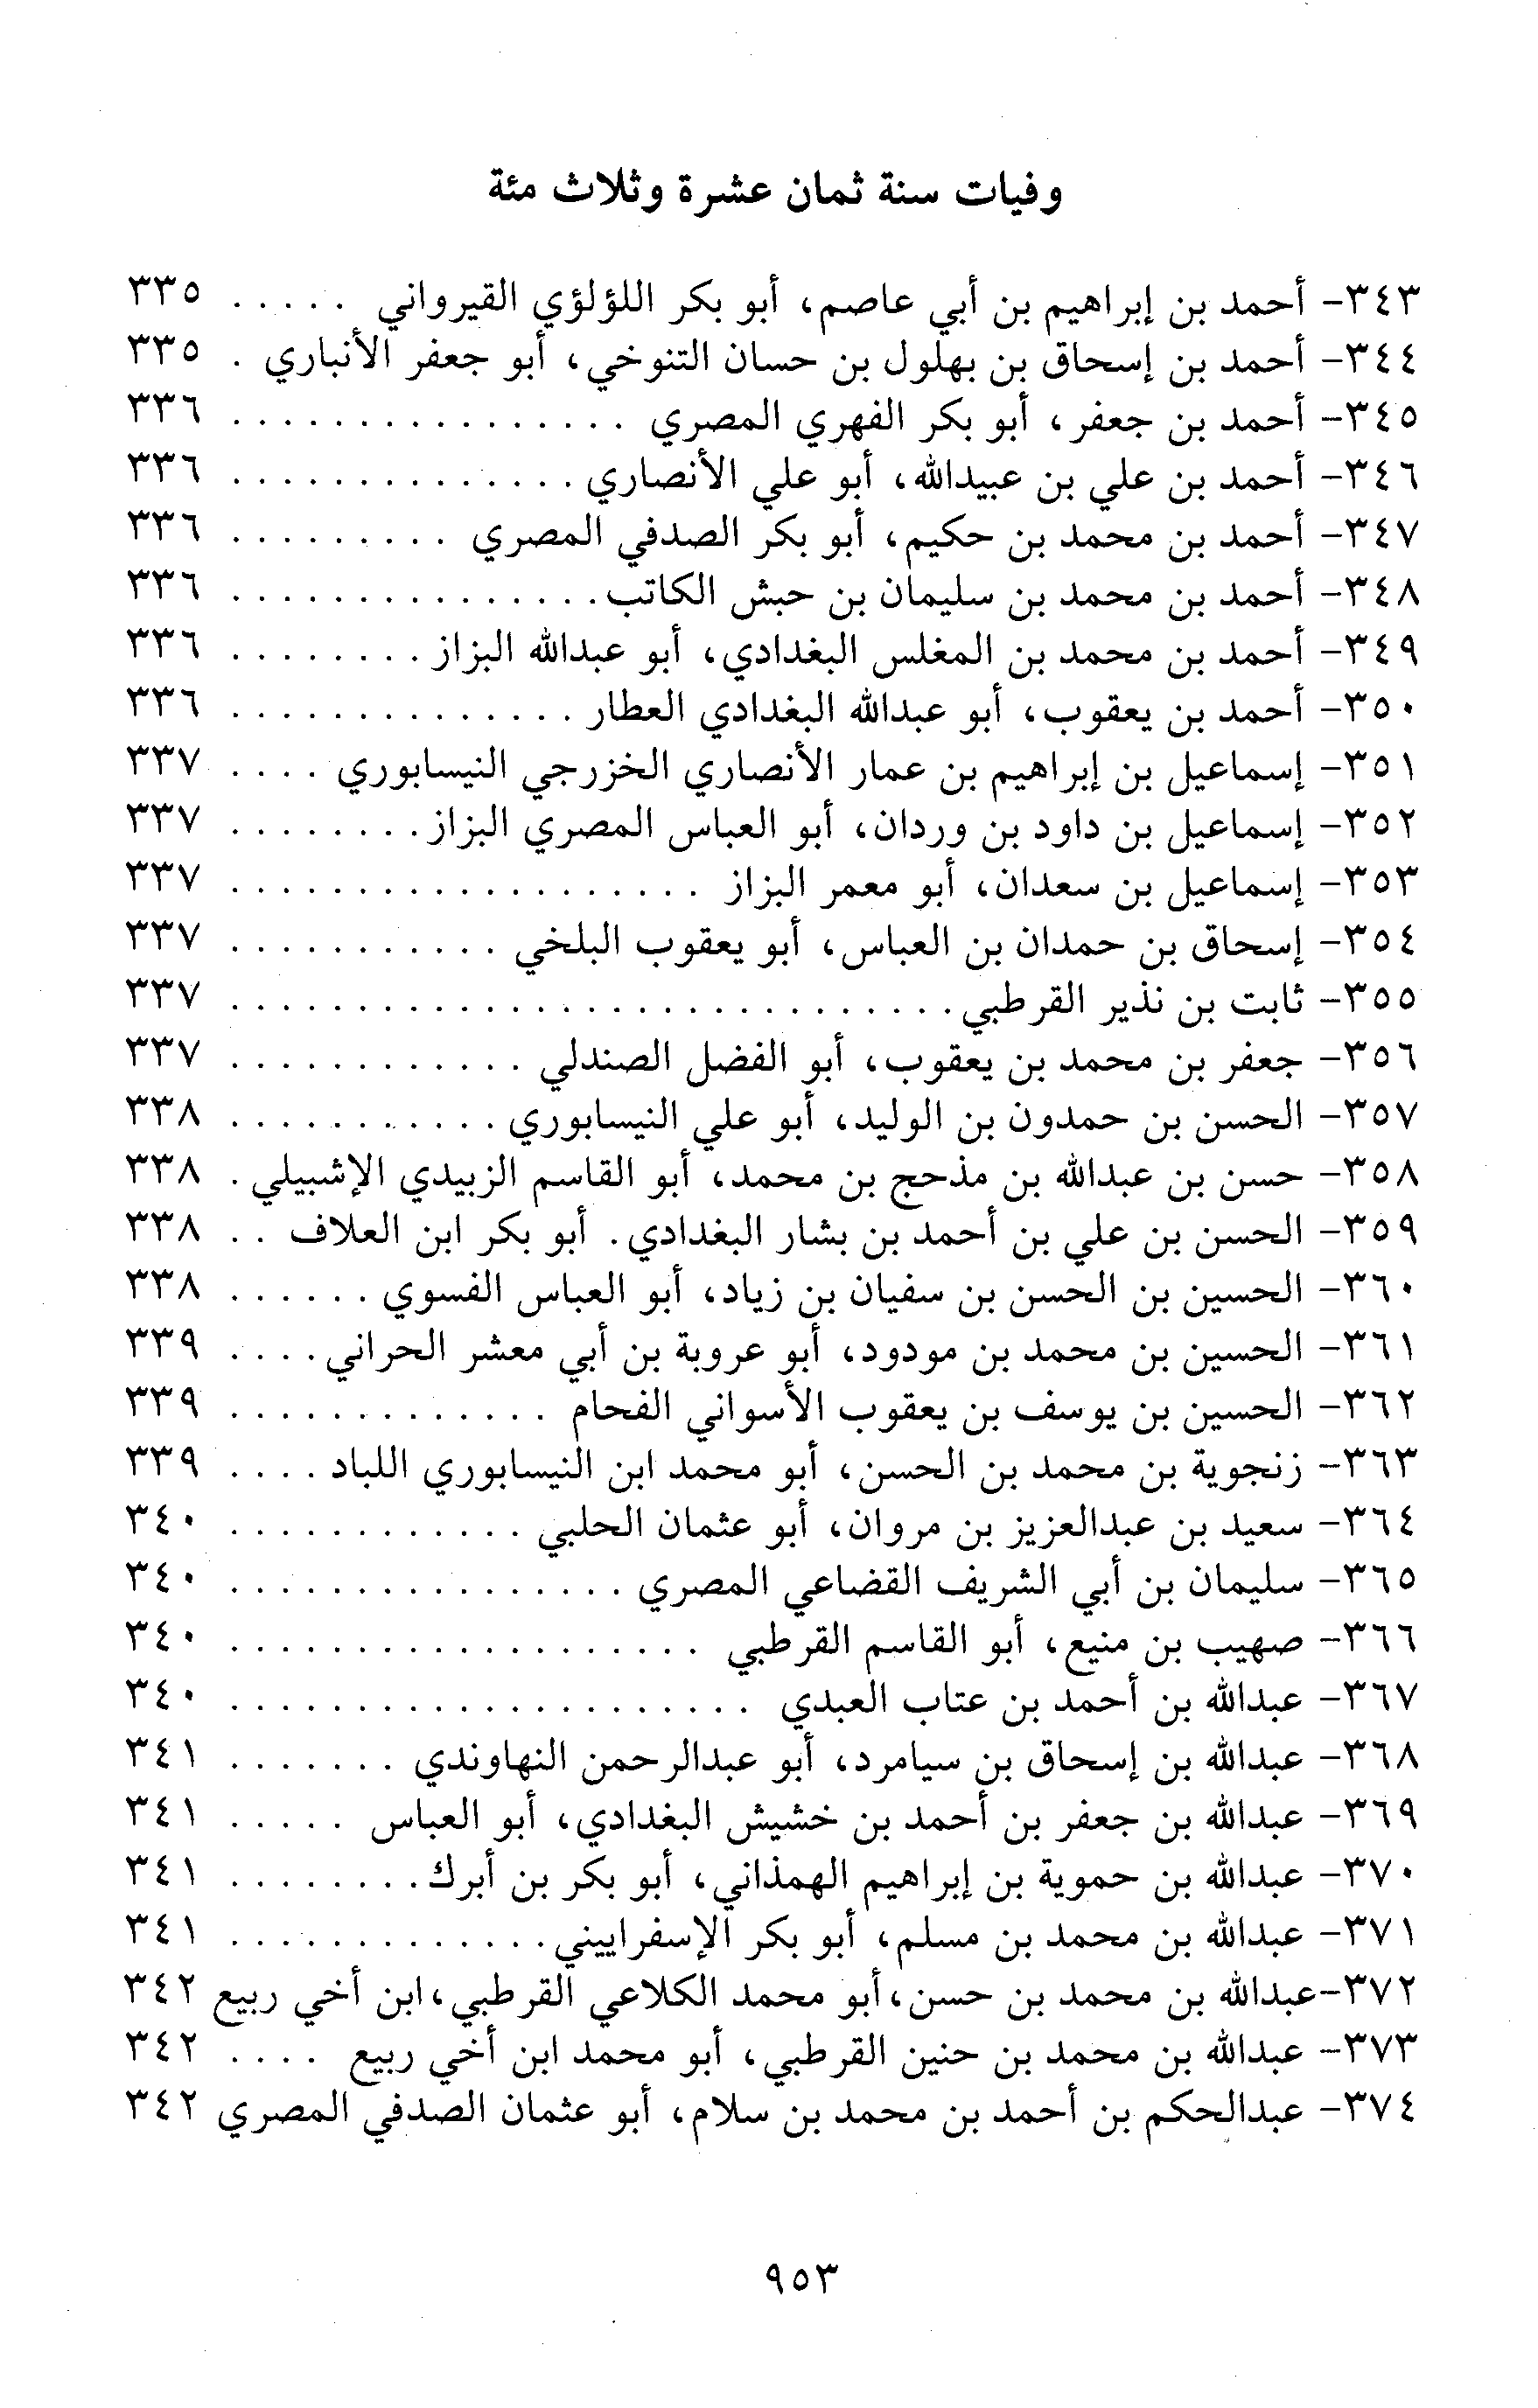 وفيات سنة ثمان عشرة وثلاث مئة
٣٤٣- أحمد بن إبراهيم بن أبي عاصم، أبو بكر اللؤلؤي القيرواني . . . . . ٣٣٥
٣٤٤- أحمد بن إسحاق بن بهلول بن حسان التنوخي، أبو جعفر الأنباري . ٣٣٥
٣٤٥- أحمد بن جعفر، أبو بكر الفهري المصري . . . . . . . . . . . . . . . . ٣٣٦
٣٤٦- أحمد بن علي بن عبيدالله، أبو علي الأنصاري . . . . . . . . . . . . . . ٣٣٦
٣٤٧- أحمد بن محمد بن حكيم، أبو بكر الصدفي المصري . . . . . . . . . ٣٣٦
٣٤٨- أحمد بن محمد بن سليمان بن حبش الكاتب . . . . . . . . . . . . . . . ٣٣٦
٣٤٩- أحمد بن محمد بن المغلس البغدادي، أبو عبدالله البزاز . . . . . . . . ٣٣٦
٣٥٠- أحمد بن يعقوب، أبو عبدالله البغدادي العطار . . . . . . . . . . . . . . ٣٣٦
٣٥١- إسماعيل بن إبراهيم بن عمار الأنصاري الخزرجي النيسابوري . . . . ٣٣٧
٣٥٢- إسماعيل بن داود بن وردان، أبو العباس المصري البزاز . . . . . . . . ٣٣٧
٣٥٣- إسماعيل بن سعدان، أبو معمر البزاز . . . . . . . . . . . . . . . . . . . ٣٣٧
٣٥٤- إسحاق بن حمدان بن العباس، أبو يعقوب البلخي . . . . . . . . . . . ٣٣٧
٣٥٥- ثابت بن نذير القرطبي . . . . . . . . . . . . . . . . . . . . . . . . . . . . . ٣٣٧
٣٥٦- جعفر بن محمد بن يعقوب، أبو الفضل الصندلي . . . . . . . . . . . . ٣٣٧
٣٥٧- الحسن بن حمدون بن الوليد، أبو علي النيسابوري . . . . . . . . . . . ٣٣٨
٣٥٨- حسن بن عبدالله بن مذحج بن محمد، أبو القاسم الزبيدي الإشبيلي . ٣٣٨
٣٥٩- الحسن بن علي بن أحمد بن بشار البغدادي. أبو بكر ابن العلاف . . ٣٣٨
٣٦٠- الحسين بن الحسن بن سفيان بن زياد، أبو العباس الفسوي . . . . . . ٣٣٨
٣٦١- الحسين بن محمد بن مودود، أبو عروبة بن أبي معشر الحراني . . . . ٣٣٩
٣٦٢- الحسين بن يوسف بن يعقوب الأسواني الفحام . . . . . . . . . . . . . ٣٣٩
٣٦٣- زنجوية بن محمد بن الحسن، أبو محمد ابن النيسابوري اللباد . . . . ٣٣٩
٣٦٤- سعيد بن عبدالعزيز بن مروان، أبو عثمان الحلبي . . . . . . . . . . . . ٣٤٠
٣٦٥- سليمان بن أبي الشريف القضاعي المصري . . . . . . . . . . . . . . . . ٣٤٠
٣٦٦- صهيب بن منيع، أبو القاسم القرطبي . . . . . . . . . . . . . . . . . . . ٣٤٠
٣٦٧- عبدالله بن أحمد بن عتاب العبدي . . . . . . . . . . . . . . . . . . . . . ٣٤٠
٣٦٨- عبدالله بن إسحاق بن سيامرد، أبو عبدالرحمن النهاوندي . . . . . . . ٣٤١
٣٦٩- عبدالله بن جعفر بن أحمد بن خشيش البغدادي، أبو العباس . . . . . ٣٤١
٣٧٠- عبدالله بن حموية بن إبراهيم الهمذاني، أبو بكر بن أبرك . . . . . . . . ٣٤١
٣٧١- عبدالله بن محمد بن مسلم، أبو بكر الإسفراييني . . . . . . . . . . . . . ٣٤١
٣٧٢-عبدالله بن محمد بن حسن،أبو محمد الكلاعي القرطبي،ابن أخي ربيع ٣٤٢
٣٧٣- عبدالله بن محمد بن حنين القرطبي، أبو محمد ابن أخي ربيع . . . . ٣٤٢
٣٧٤- عبدالحكم بن أحمد بن محمد بن سلام، أبو عثمان الصدفي المصري ٣٤٢
٩٥٣